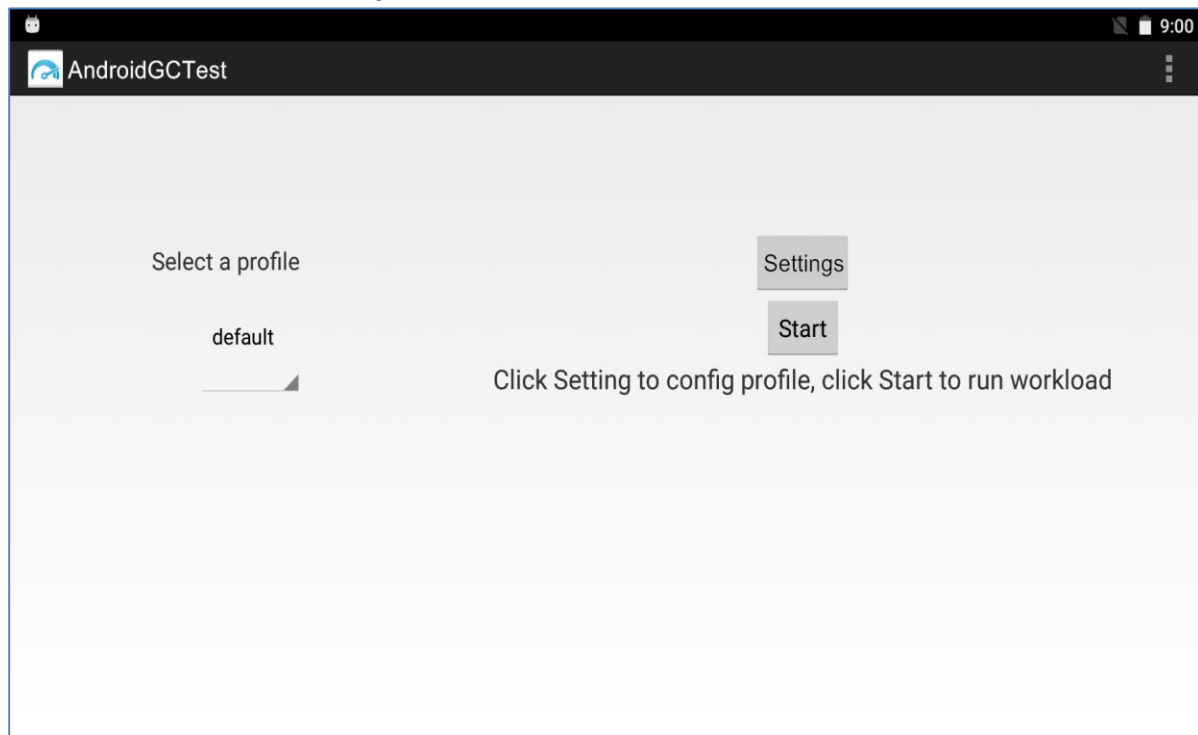 9:00
AndroidGCTest
Select a profile
Settings
default
Start
Click Setting to config profile, click Start to run workload